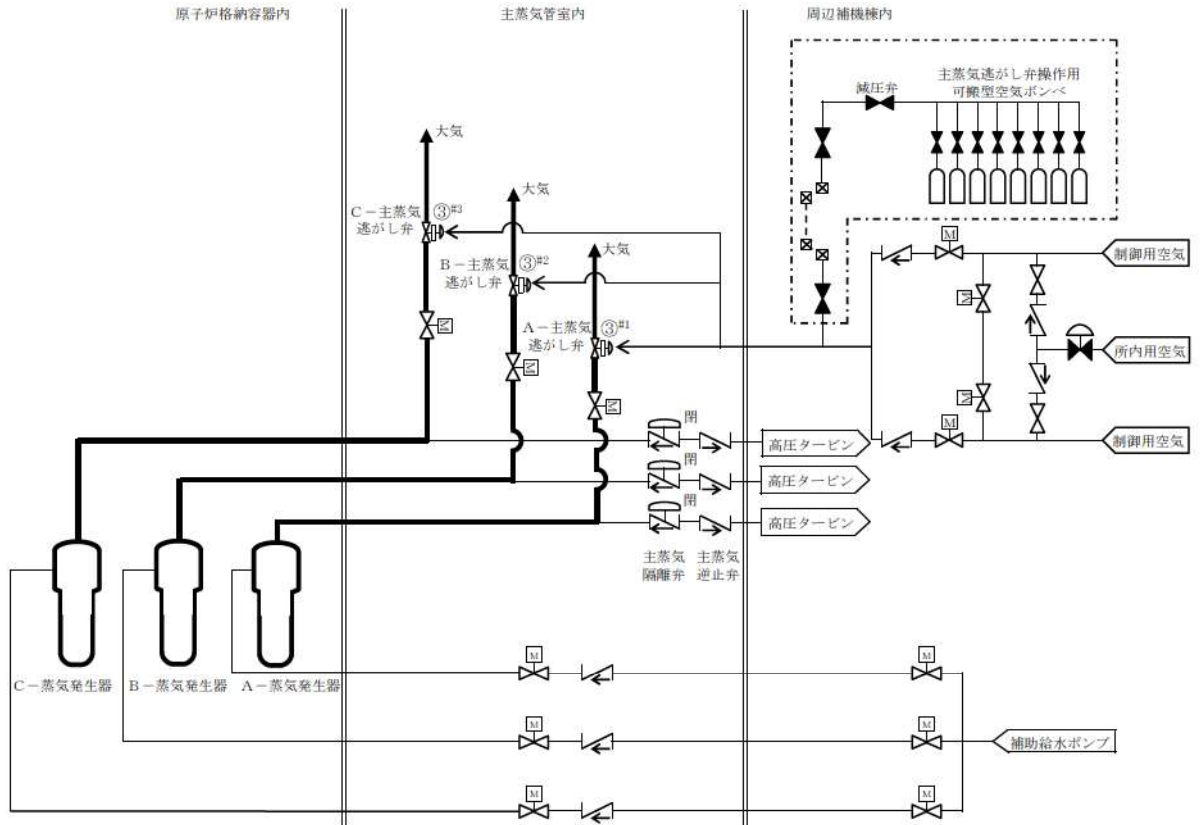 原子炉格納容器内
主蒸気管室内
周辺補機棟内
主蒸気逃がし弁操作用
可搬型空気ボンベ
減圧弁
大気
C－主蒸気
逃がし弁
③#3
大気
B－主蒸気
逃がし弁
③#2
大気
A－主蒸気
逃がし弁
③#1
M
M
M
M
M
M
M
制御用空気
所内用空気
制御用空気
閉
高圧タービン
閉
高圧タービン
閉
高圧タービン
主蒸気
隔離弁
主蒸気
逆止弁
C－蒸気発生器
B－蒸気発生器
A－蒸気発生器
M
M
M
M
M
M
補助給水ポンプ